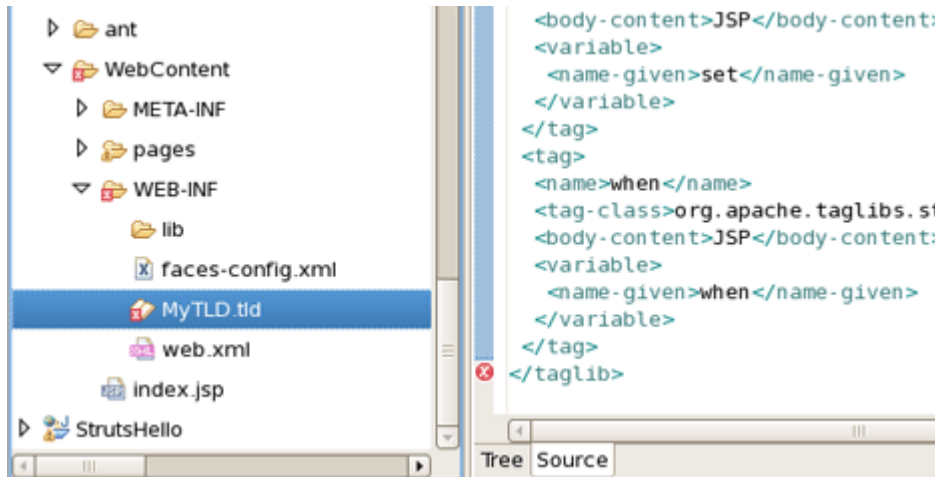 ant
WebContent
META-INF
pages
WEB-INF
lib
faces-config.xml
MyTLD.tld
web.xml
index.jsp
StrutsHello
<body-content>JSP</body-content>
<variable>
<name-given>set</name-given>
</variable>
</tag>
<tag>
<name>when</name>
<tag-class>org.apache.taglibs.st
<body-content>JSP</body-content>
<variable>
<name-given>when</name-given>
</variable>
</tag>
</taglib>
Tree Source